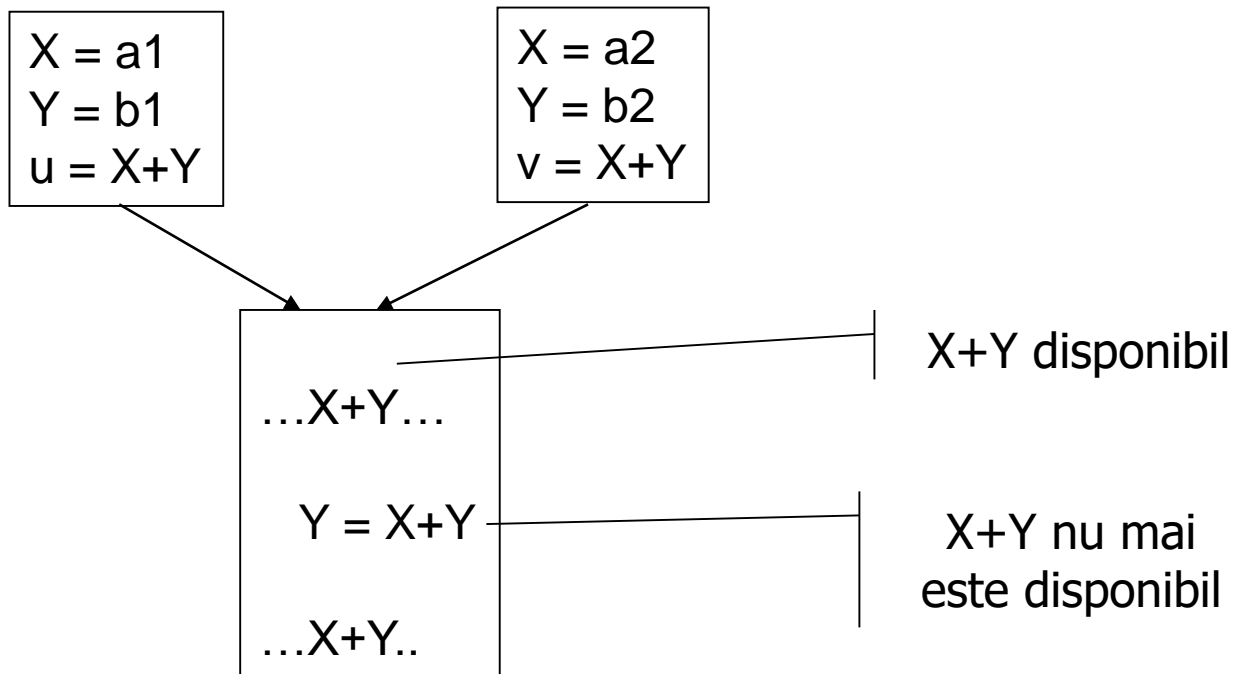 X = a1
Y = b1
u = X+Y
X = a2
Y = b2
v = X+Y
X+Y disponibil
…X+Y…
Y = X+Y
X+Y nu mai
este disponibil
…X+Y..